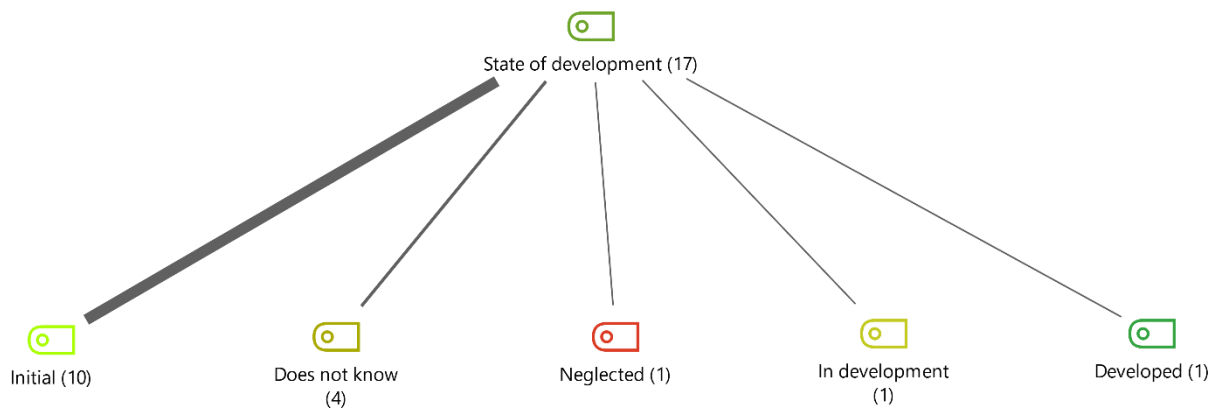 State of development (17)
Initial (10)
Does not know
(4)
Neglected (1)
In development
(1)
Developed (1)